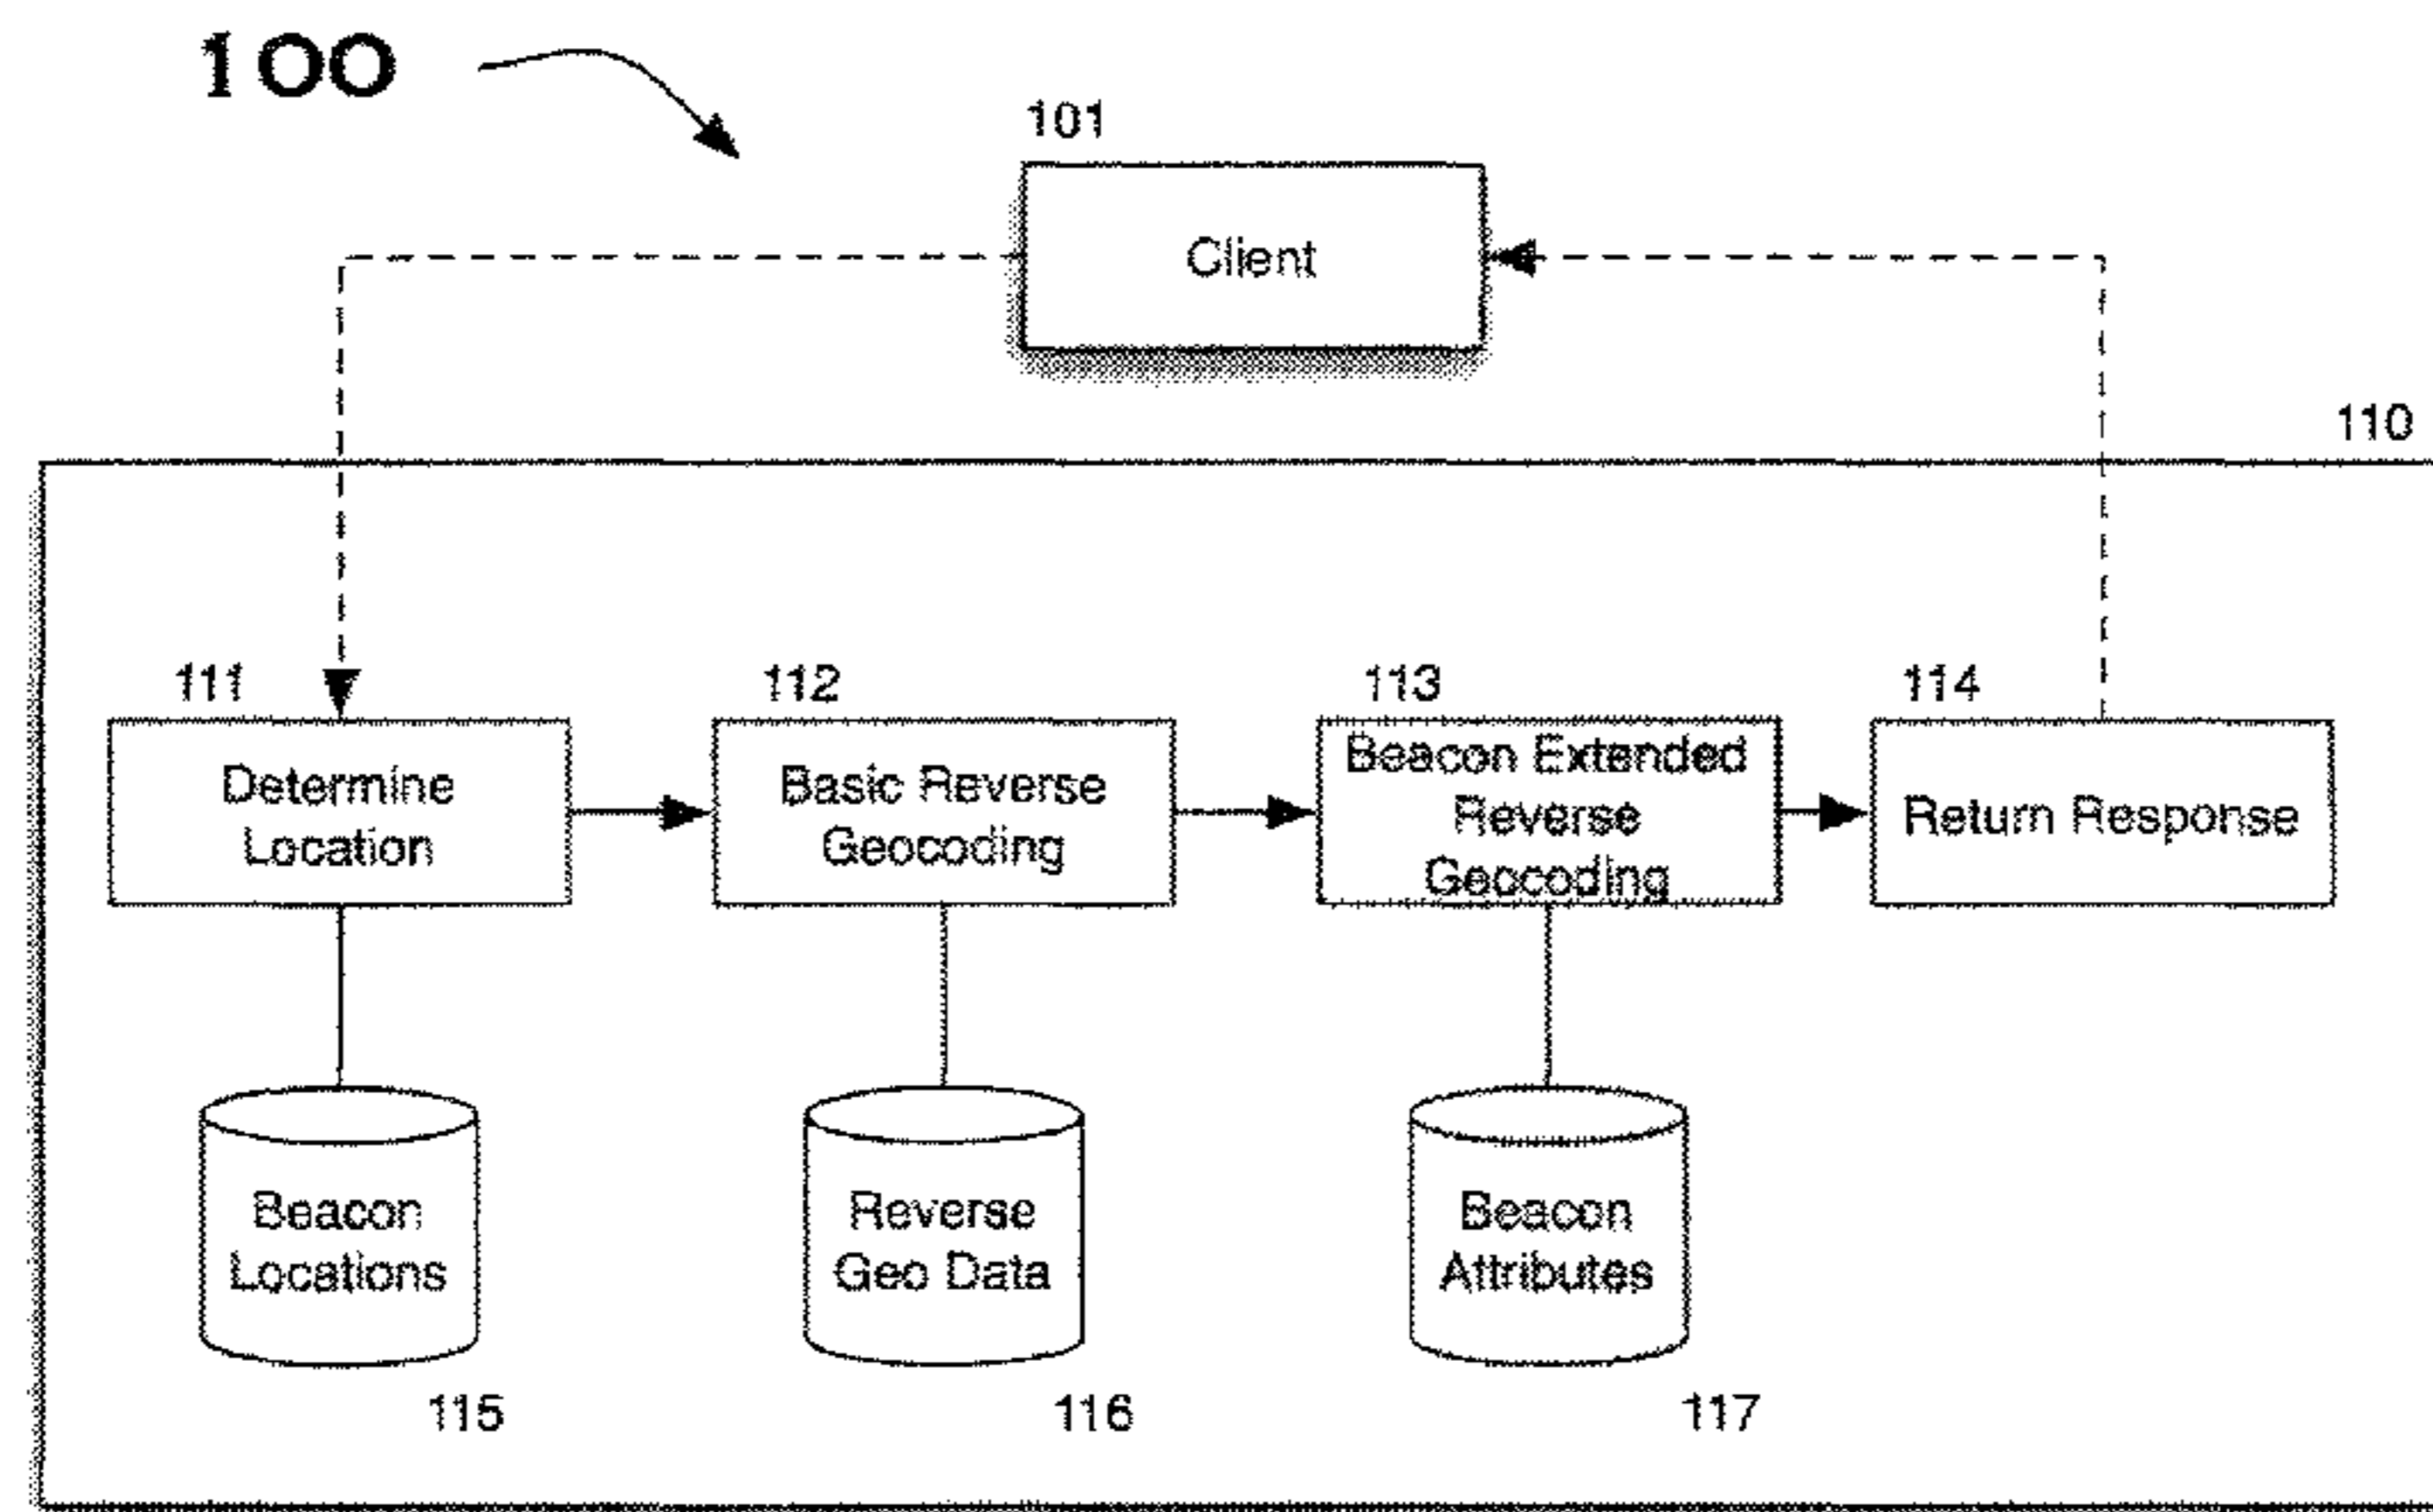 100
101
Client
110
111
112
113
114
Determine
Location
Basic Reverse
Geocoding
Beacon Extended
Reverse
Geocoding
Return Response
Beacon
Locations
Reverse
Geo Data
Beacon
Attributes
115
116
117